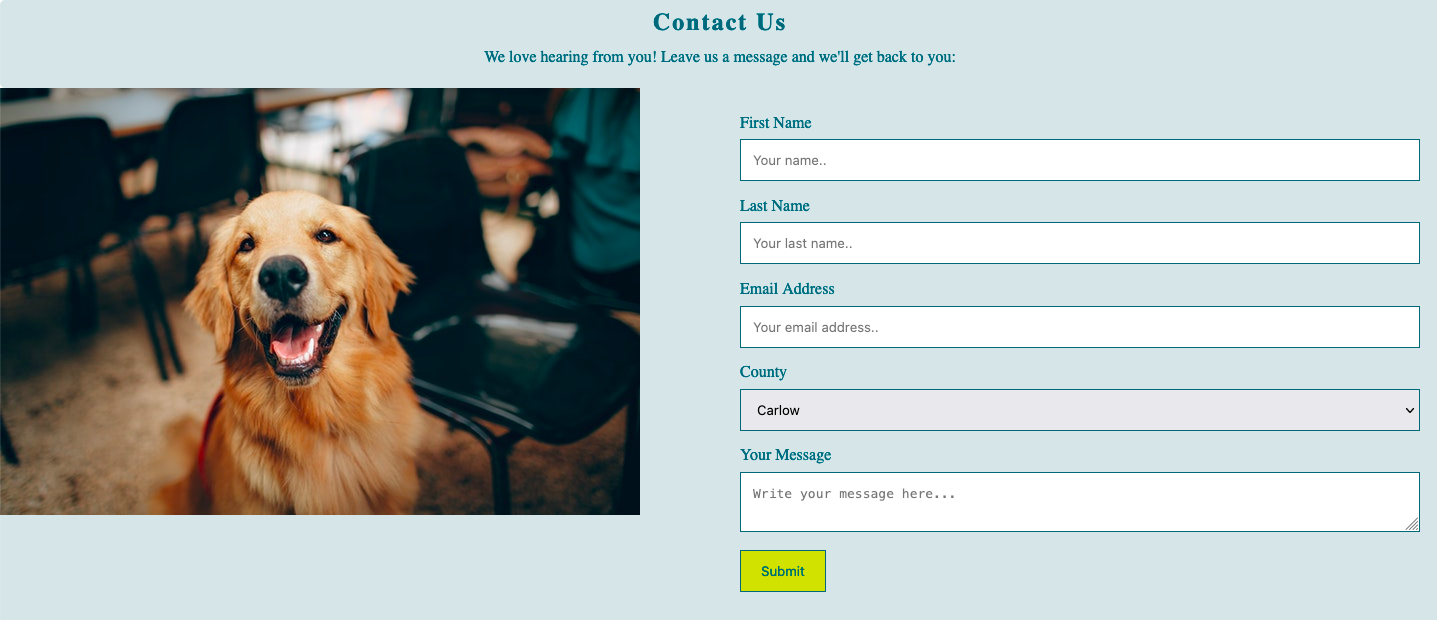 Contact Us
We love hearing from you! Leave us a message and we'll get back to you:
First Name
Your name..
Last Name
Your last name..
Email Address
Your email address..
County
Carlow
Your Message
Write your message here...
Submit